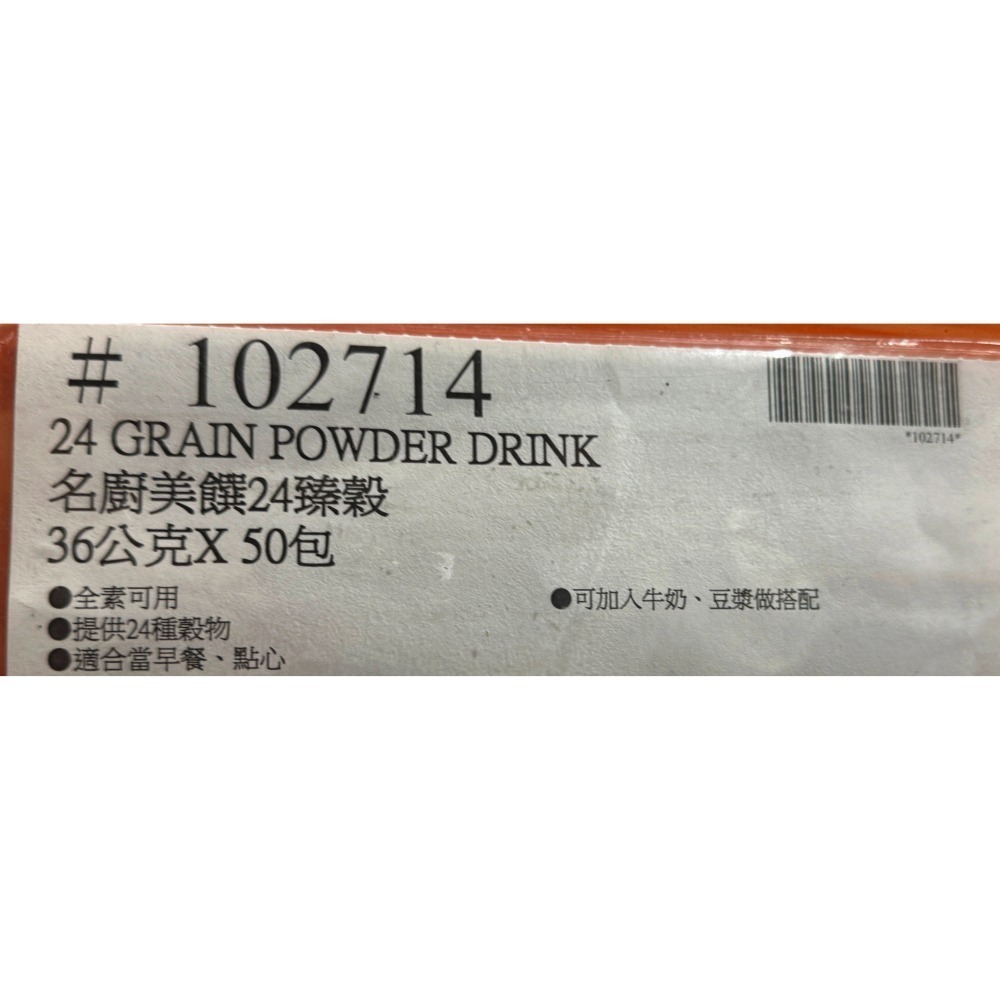 # 102714
*102714*
24 GRAIN POWDER DRINK
名廚美饌24臻穀
36公克X 50包
●全素可用
●可加入牛奶、豆漿做搭配
●提供24種穀物
●適合當早餐、點心